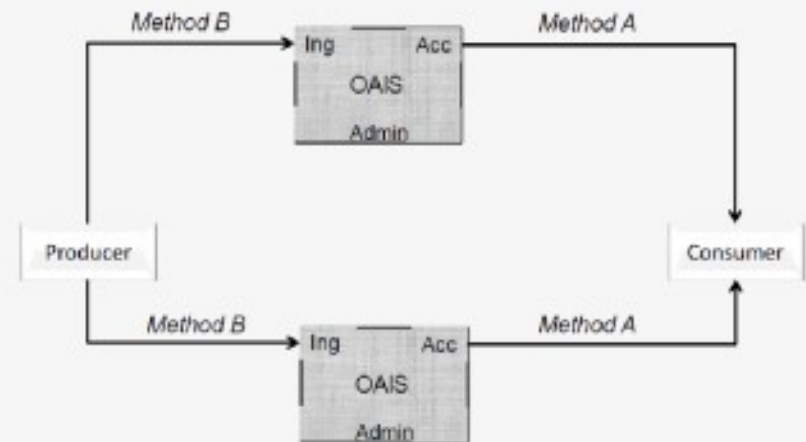 Method B
Method A
Ing Acc
OAIS
Admin
Producer
Consumer
Method B
Method A
Ing Acc
OAIS
Admin